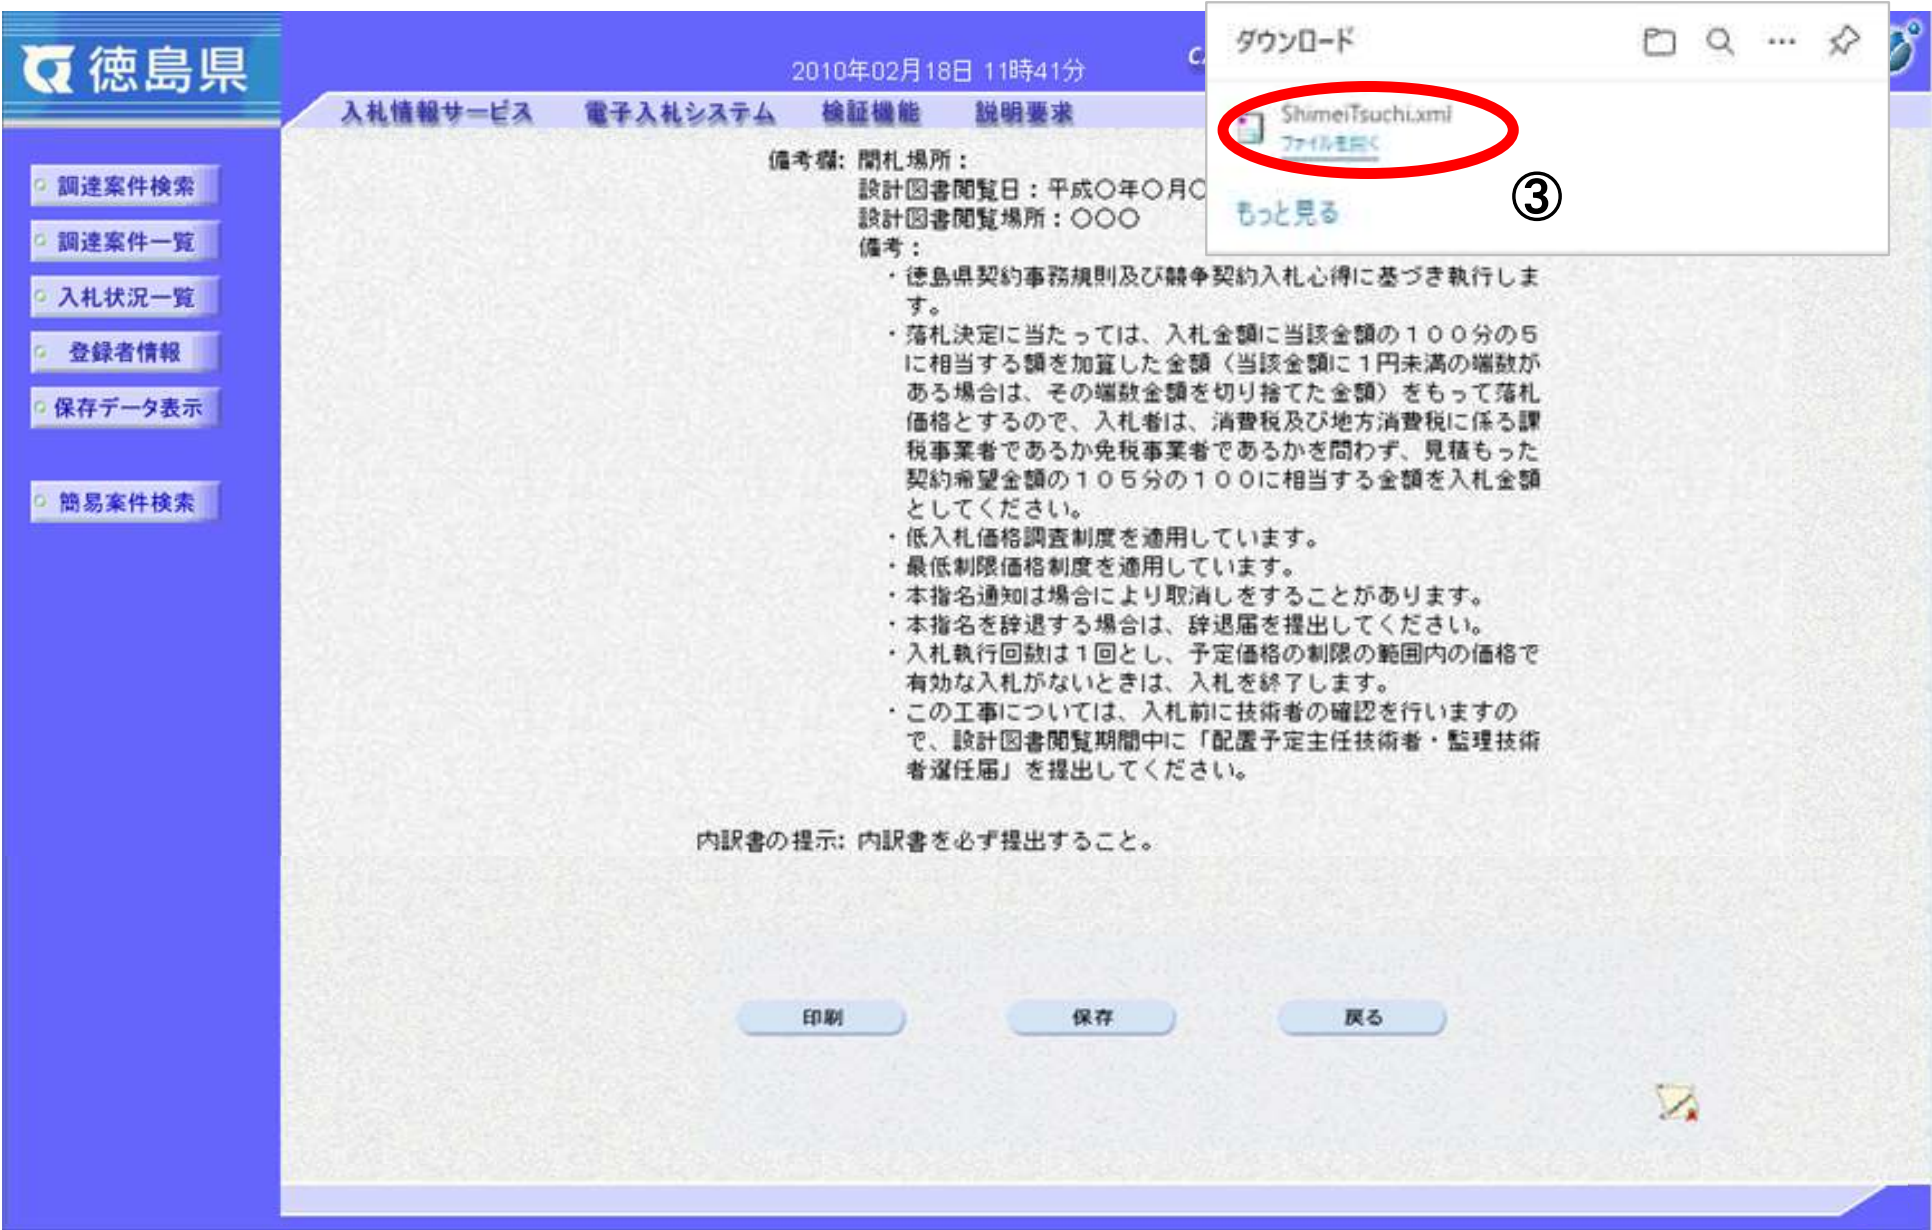 徳島県
2010年02月18日 11時41分
入札情報サービス 電子入札システム 検証機能 説明要求
調達案件検索
調達案件一覧
入札状況一覧
登録者情報
保存データ表示
簡易案件検索
ダウンロード
ShimeiTsuchi.xml
ファイルを開く
もっと見る
③
備考欄: 開札場所：
設計図書閲覧日：平成○年○月○
設計図書閲覧場所：○○○
備考：
・徳島県契約事務規則及び競争契約入札心得に基づき執行しま
す。
・落札決定に当たっては、入札金額に当該金額の１００分の５
に相当する額を加算した金額（当該金額に１円未満の端数が
ある場合は、その端数金額を切り捨てた金額）をもって落札
価格とするので、入札者は、消費税及び地方消費税に係る課
税事業者であるか免税事業者であるかを問わず、見積もった
契約希望金額の１０５分の１００に相当する金額を入札金額
としてください。
・低入札価格調査制度を適用しています。
・最低制限価格制度を適用しています。
・本指名通知は場合により取消しをすることがあります。
・本指名を辞退する場合は、辞退届を提出してください。
・入札執行回数は１回とし、予定価格の制限の範囲内の価格で
有効な入札がないときは、入札を終了します。
・この工事については、入札前に技術者の確認を行いますの
で、設計図書閲覧期間中に「配置予定主任技術者・監理技術
者選任届」を提出してください。
内訳書の提示: 内訳書を必ず提出すること。
印刷 保存 戻る